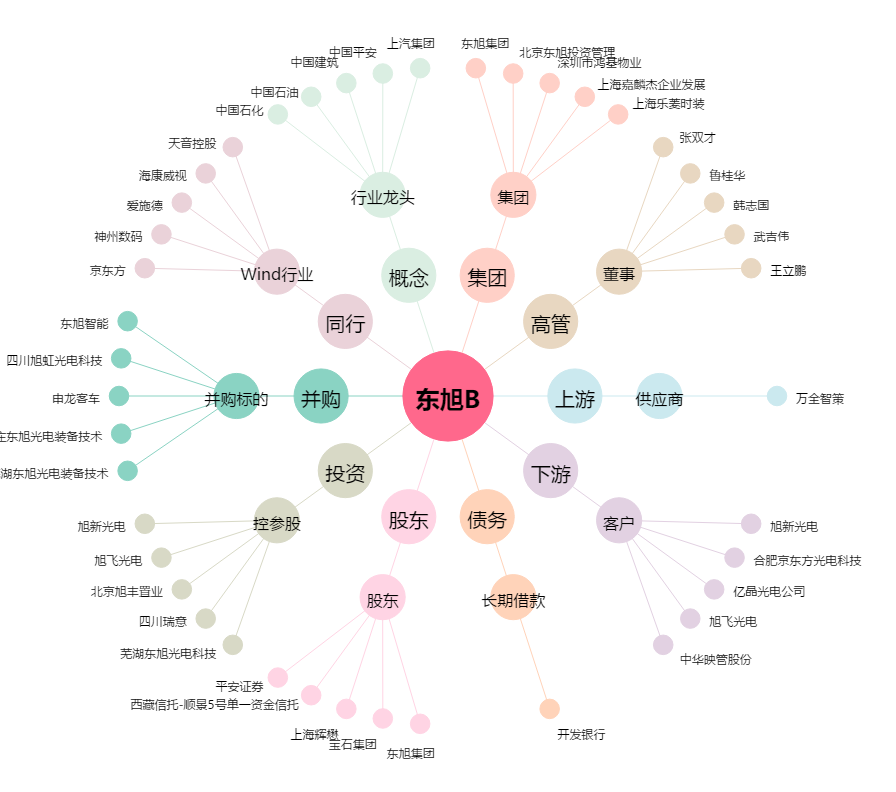 上汽集团
中国平安
中国建筑
中国石油
中国石化
行业龙头
概念
东旭集团
北京东旭投资管理
深圳市鸿基物业
上海嘉麟杰企业发展
上海乐菱时装
集团
集团
张双才
鲁桂华
韩志国
武吉伟
王立鹏
董事
高管
天音控股
海康威视
爱施德
神州数码
京东方
Wind行业
同行
东旭智能
四川旭虹光电科技
申龙客车
庄东旭光电装备技术
湖东旭光电装备技术
并购标的
并购
东旭B
上游
供应商
万全智策
投资
控参股
旭新光电
旭飞光电
北京旭丰置业
四川瑞意
芜湖东旭光电科技
股东
股东
平安证券
西藏信托-顺景5号单一资金信托
上海辉懋
宝石集团
东旭集团
债务
长期借款
开发银行
下游
客户
旭新光电
合肥京东方光电科技
亿晶光电公司
旭飞光电
中华映管股份